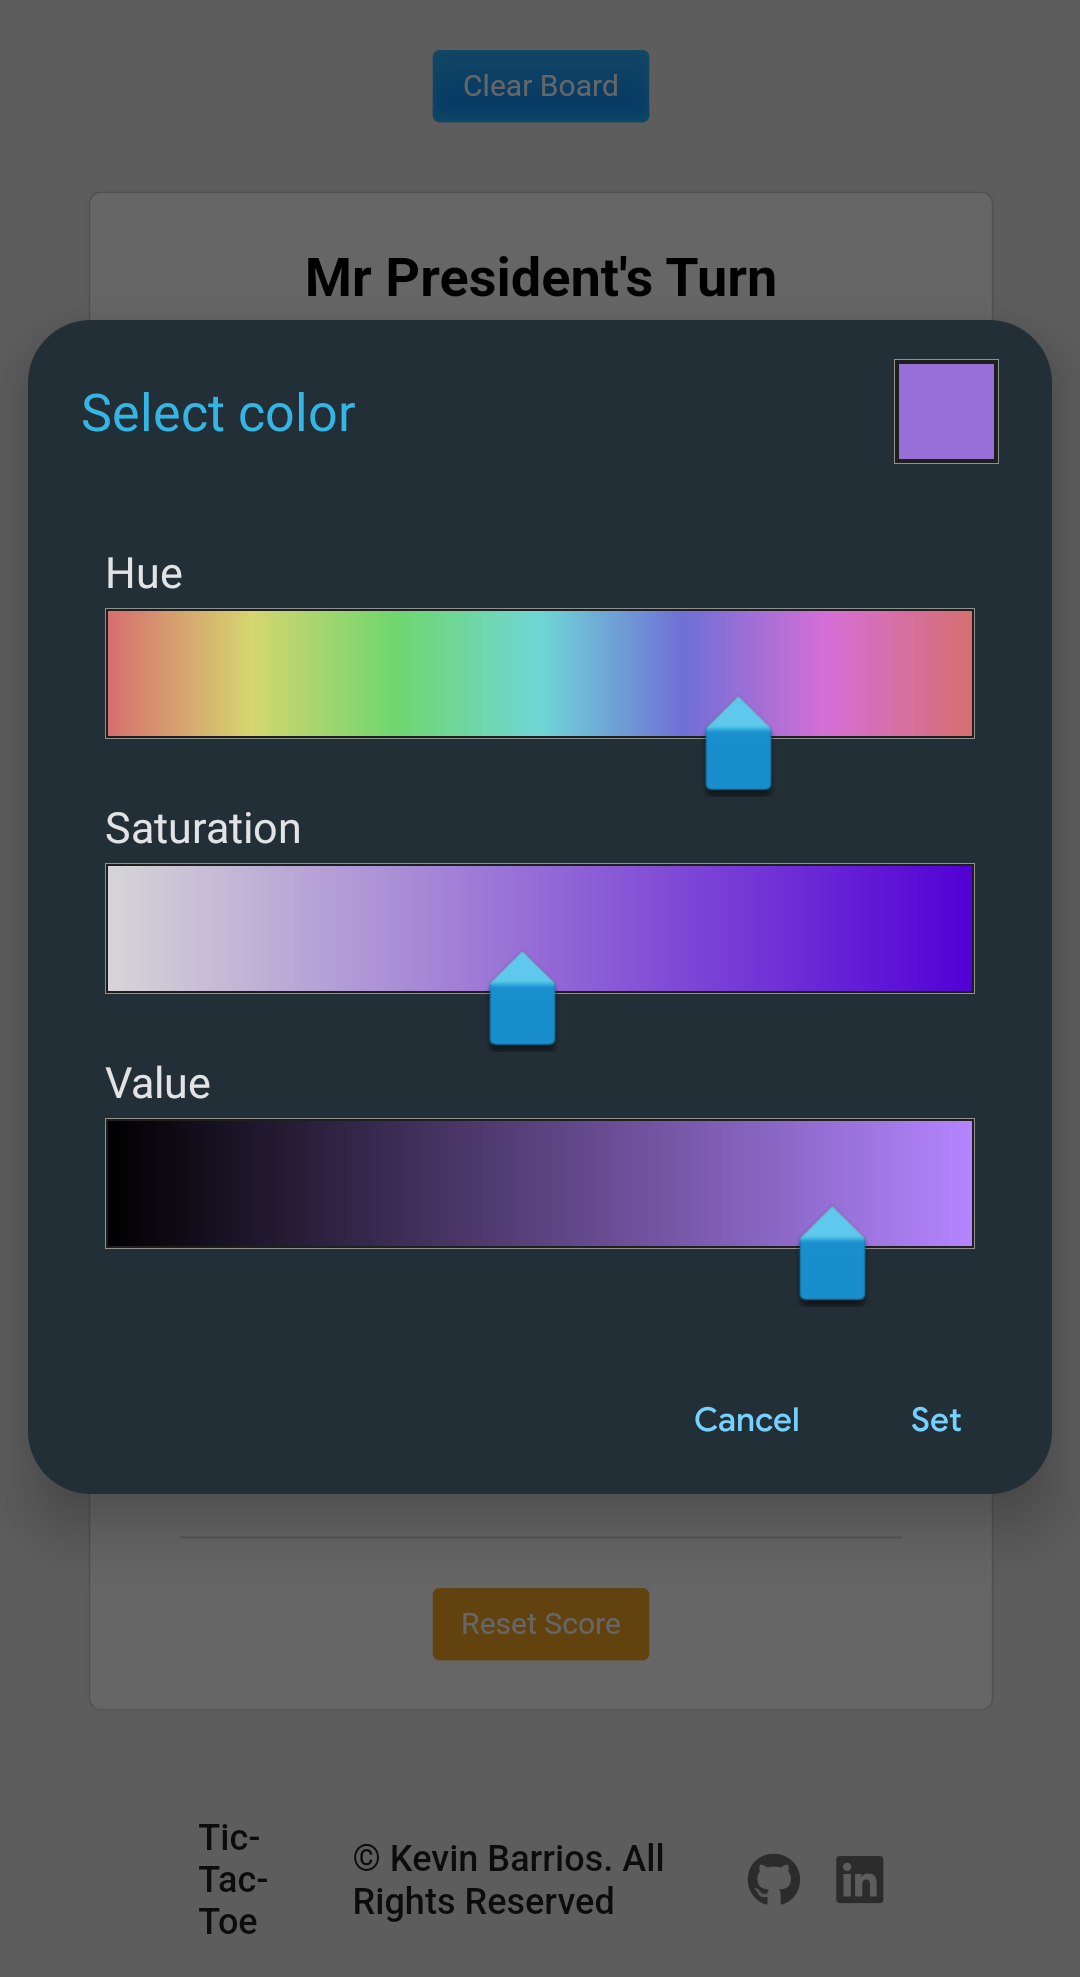 Clear Board
Mr President's Turn
Select color
Hue
Saturation
Value
Cancel
Set
Reset Score
Tic-
Tac-
Toe
© Kevin Barrios. All
Rights Reserved
in